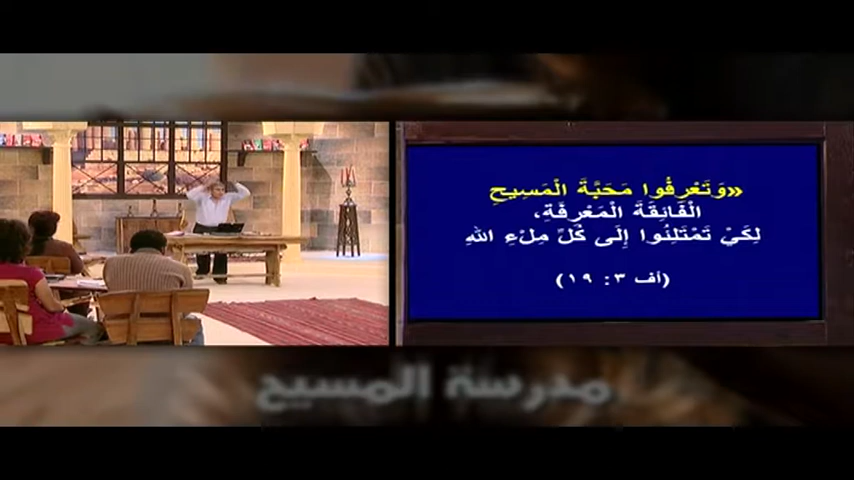 «وَتَعْرِفُوا مَحَبَّةَ الْمَسِيحِ
الْفَائِقَةَ الْمَعْرِفَةِ،
لِكَيْ تَمْتَلِئُوا إِلَى كُلِّ مِلْءِ اللهِ
(أف ٣: ١٩)
مدرسة المسيح